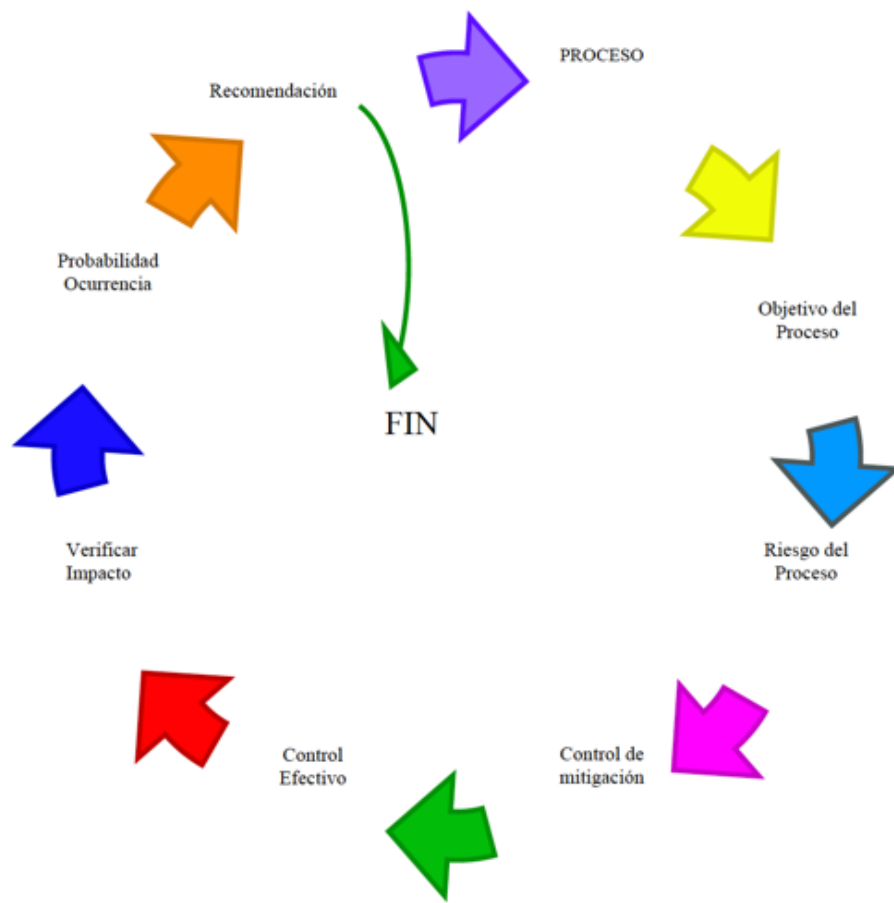 PROCESO
Objetivo del
Proceso
Riesgo del
Proceso
Control de
mitigación
Control
Efectivo
Verificar
Impacto
Probabilidad
Ocurrencia
Recomendación
FIN